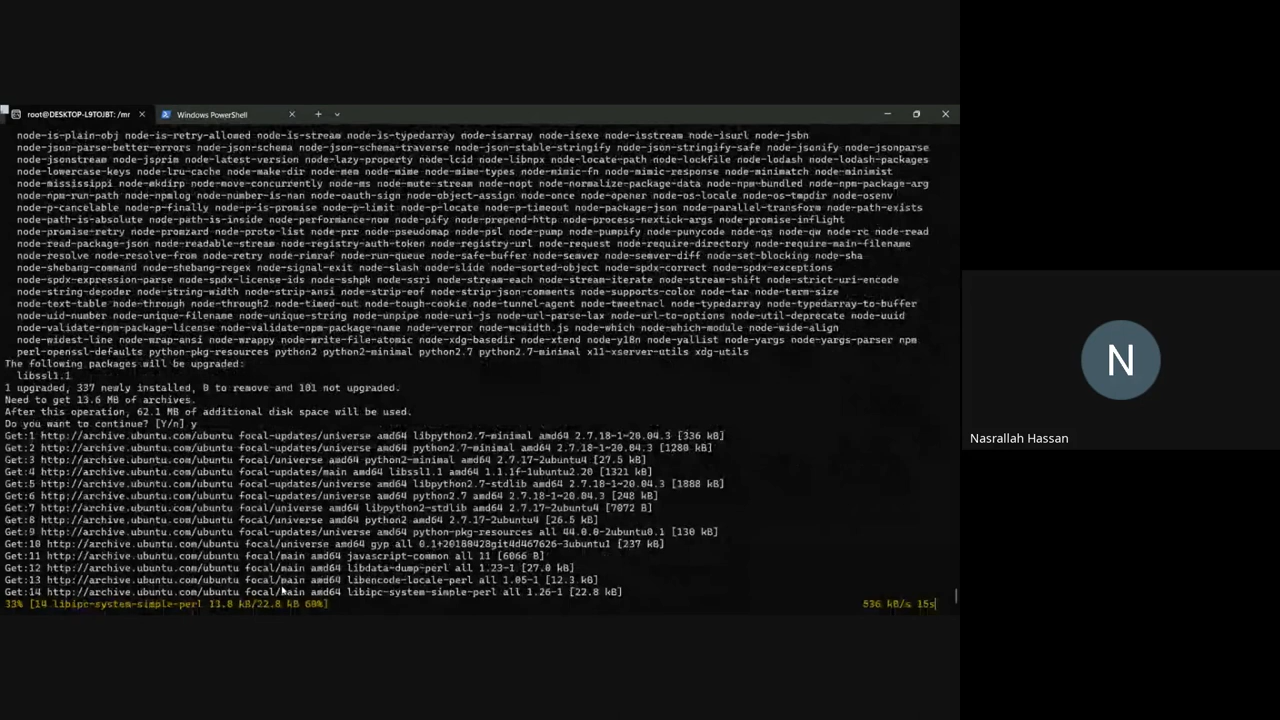 root@DESKTOP-L9TOJBT: /mr
Windows PowerShell
node-is-plain-obj node-is-retry-allowed node-is-stream node-is-typedarray node-isarray node-isexe node-isstream node-isurl node-jsbn
node-json-parse-better-errors node-json-schema node-json-schema-traverse node-json-stable-stringify node-json-stringify-safe node-jsonify node-jsonparse
node-jsonstream node-jsprim node-latest-version node-lazy-property node-lcid node-libnpx node-locate-path node-lockfile node-lodash node-lodash-packages
node-lowercase-keys node-lru-cache node-make-dir node-mem node-mime node-mime-types node-mimic-fn node-mimic-response node-minimatch node-minimist
node-mississippi node-mkdirp node-move-concurrently node-ms node-mute-stream node-nopt node-normalize-package-data node-npm-bundled node-npm-package-arg
node-npm-run-path node-npmlog node-number-is-nan node-oauth-sign node-object-assign node-once node-opener node-os-locale node-os-tmpdir node-osenv
node-p-cancelable node-p-finally node-p-is-promise node-p-limit node-p-locate node-p-timeout node-package-json node-parallel-transform node-path-exists
node-path-is-absolute node-path-is-inside node-performance-now node-pify node-prepend-http node-process-nextick-args node-promise-inflight
node-promise-retry node-promzard node-proto-list node-prr node-pseudomap node-psl node-pump node-pumpify node-punycode node-qs node-qw node-rc node-read
node-read-package-json node-readable-stream node-registry-auth-token node-registry-url node-request node-require-directory node-require-main-filename
node-resolve node-resolve-from node-retry node-rimraf node-run-queue node-safe-buffer node-semver node-semver-diff node-set-blocking node-sha
node-shebang-command node-shebang-regex node-signal-exit node-slash node-slide node-sorted-object node-spdx-correct node-spdx-exceptions
node-spdx-expression-parse node-spdx-license-ids node-sshpk node-ssri node-stream-each node-stream-iterate node-stream-shift node-strict-uri-encode
node-string-decoder node-string-width node-strip-ansi node-strip-eof node-strip-json-comments node-supports-color node-tar node-term-size
node-text-table node-through node-through2 node-timed-out node-tough-cookie node-tunnel-agent node-tweetnacl node-typedarray node-typedarray-to-buffer
node-uid-number node-unique-filename node-unique-string node-unpipe node-uri-js node-url-parse-lax node-url-to-options node-util-deprecate node-uuid
node-validate-npm-package-license node-validate-npm-package-name node-verror node-wcwidth.js node-which node-which-module node-wide-align
node-widest-line node-wrap-ansi node-wrappy node-write-file-atomic node-xdg-basedir node-xtend node-y18n node-yallist node-yargs node-yargs-parser npm
perl-openssl-defaults python-pkg-resources python2 python2-minimal python2.7 python2.7-minimal x11-xserver-utils xdg-utils
The following packages will be upgraded:
libssl1.1
1 upgraded, 337 newly installed, 0 to remove and 101 not upgraded.
Need to get 13.6 MB of archives.
After this operation, 62.1 MB of additional disk space will be used.
Do you want to continue? [Y/n] y
Get:1 http://archive.ubuntu.com/ubuntu focal-updates/universe amd64 libpython2.7-minimal amd64 2.7.18-1~20.04.3 [336 kB]
Get:2 http://archive.ubuntu.com/ubuntu focal-updates/universe amd64 python2.7-minimal amd64 2.7.18-1~20.04.3 [1280 kB]
Get:3 http://archive.ubuntu.com/ubuntu focal/universe amd64 python2-minimal amd64 2.7.17-2ubuntu4 [27.5 kB]
Get:4 http://archive.ubuntu.com/ubuntu focal-updates/main amd64 libssl1.1 amd64 1.1.1f-1ubuntu2.20 [1321 kB]
Get:5 http://archive.ubuntu.com/ubuntu focal-updates/universe amd64 libpython2.7-stdlib amd64 2.7.18-1~20.04.3 [1888 kB]
Get:6 http://archive.ubuntu.com/ubuntu focal-updates/universe amd64 python2.7 amd64 2.7.18-1~20.04.3 [248 kB]
Get:7 http://archive.ubuntu.com/ubuntu focal/universe amd64 libpython2-stdlib amd64 2.7.17-2ubuntu4 [7072 B]
Get:8 http://archive.ubuntu.com/ubuntu focal/universe amd64 python2 amd64 2.7.17-2ubuntu4 [26.5 kB]
Get:9 http://archive.ubuntu.com/ubuntu focal-updates/universe amd64 python-pkg-resources all 44.0.0-2ubuntu0.1 [130 kB]
Get:10 http://archive.ubuntu.com/ubuntu focal/universe amd64 gyp all 0.1+20180428git4d467626-3ubuntu1 [237 kB]
Get:11 http://archive.ubuntu.com/ubuntu focal/main amd64 javascript-common all 11 [6066 B]
Get:12 http://archive.ubuntu.com/ubuntu focal/main amd64 libdata-dump-perl all 1.23-1 [27.0 kB]
Get:13 http://archive.ubuntu.com/ubuntu focal/main amd64 libencode-locale-perl all 1.05-1 [12.3 kB]
Get:14 http://archive.ubuntu.com/ubuntu focal/main amd64 libipc-system-simple-perl all 1.26-1 [22.8 kB]
33% [14 libipc-system-simple-perl 13.8 kB/22.8 kB 60%] 536 kB/s 15s
N
Nasrallah Hassan